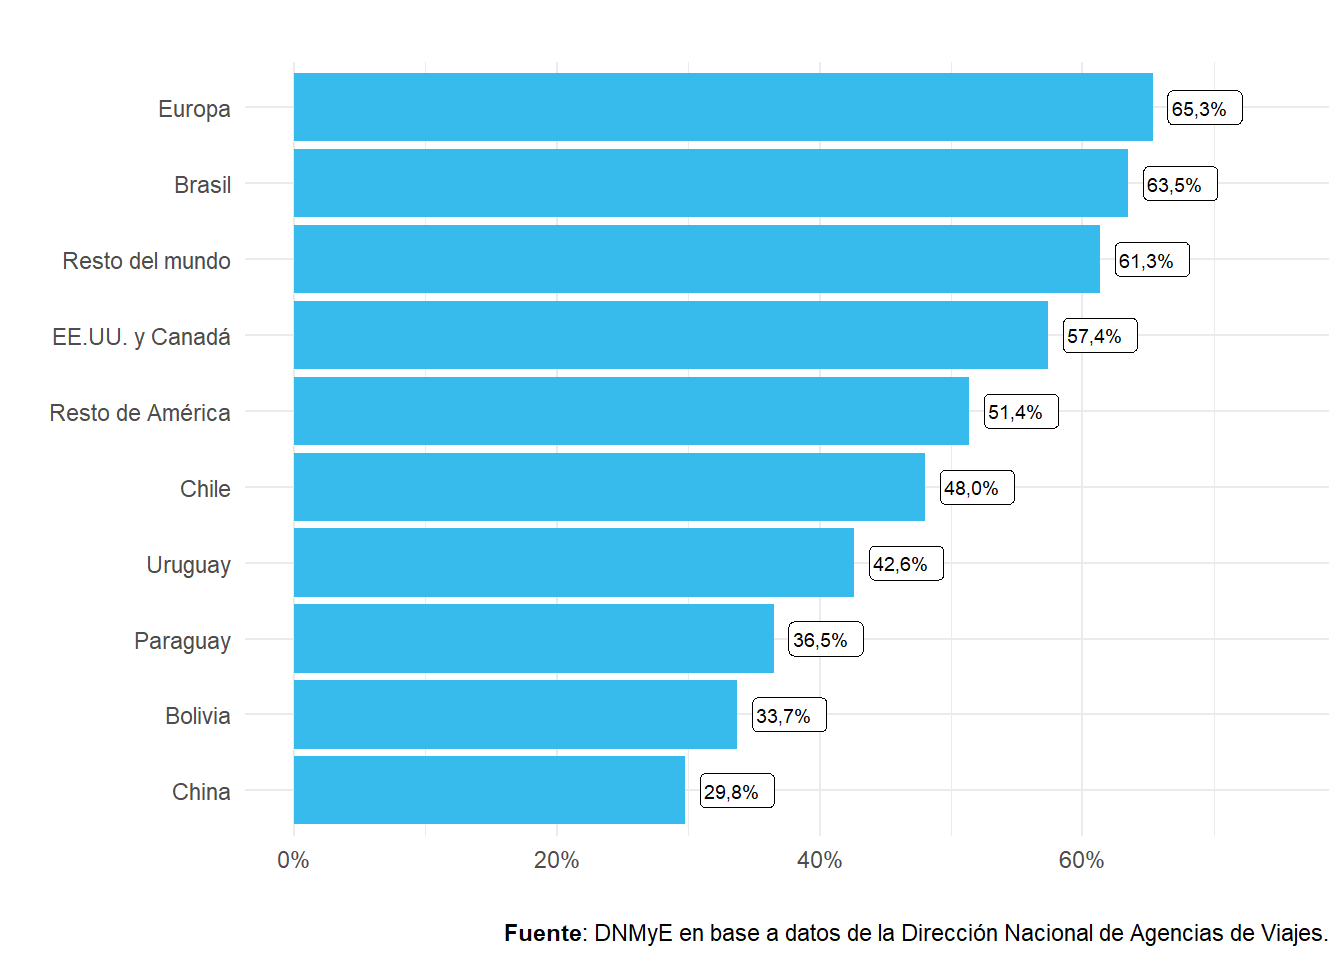 Europa 65,3%
Brasil 63,5%
Resto del mundo 61,3%
EE.UU. y Canadá 57,4%
Resto de América 51,4%
Chile 48,0%
Uruguay 42,6%
Paraguay 36,5%
Bolivia 33,7%
China 29,8%
0% 20% 40% 60%
Fuente: DNMyE en base a datos de la Dirección Nacional de Agencias de Viajes.